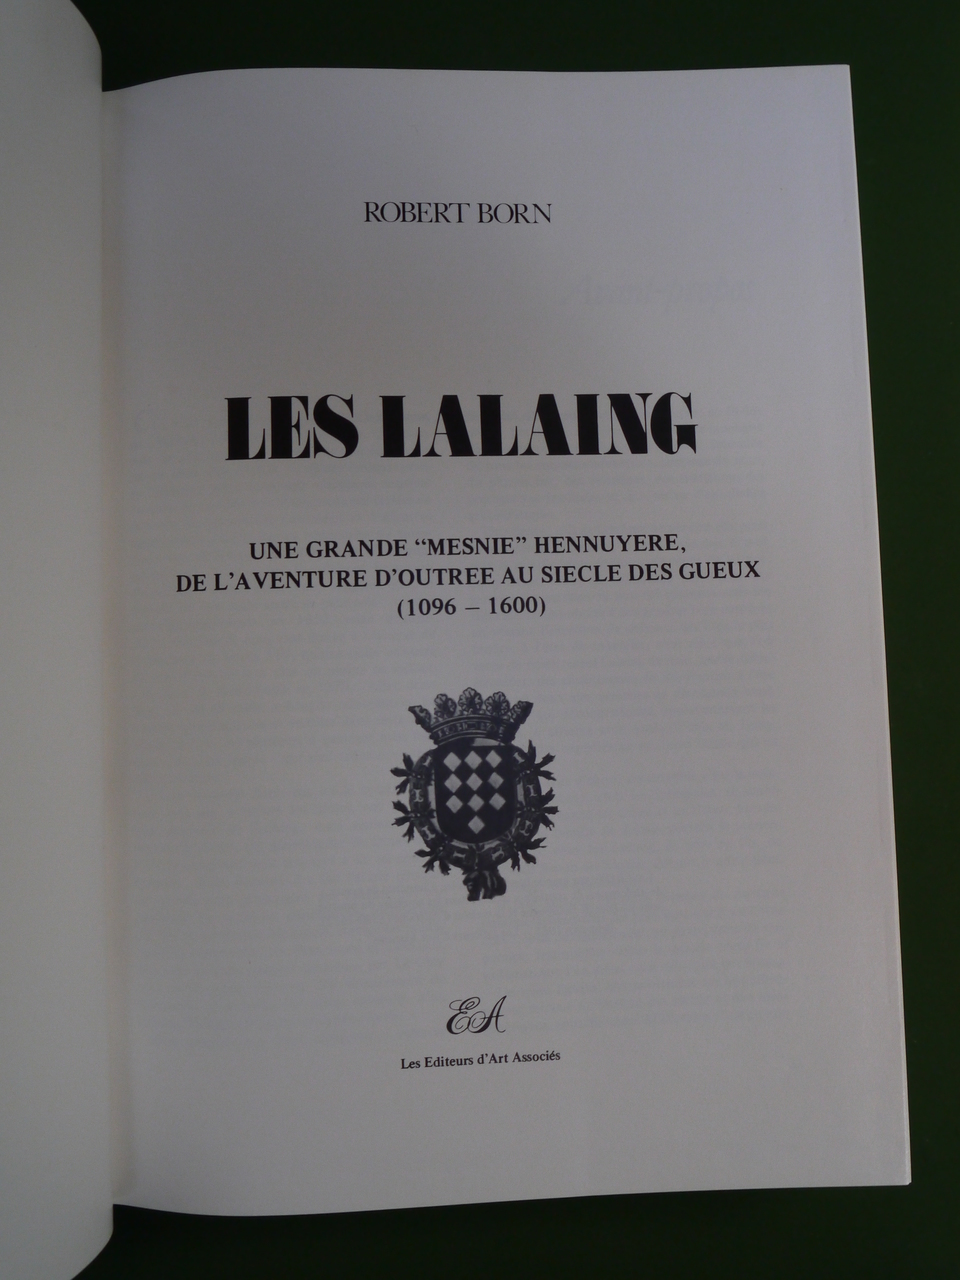 ROBERT BORN
LES LALAING
UNE GRANDE “MESNIE” HENNUYERE,
DE L’AVENTURE D’OUTREE AU SIECLE DES GUEUX
(1096 – 1600)
EA
Les Editeurs d’Art Associés